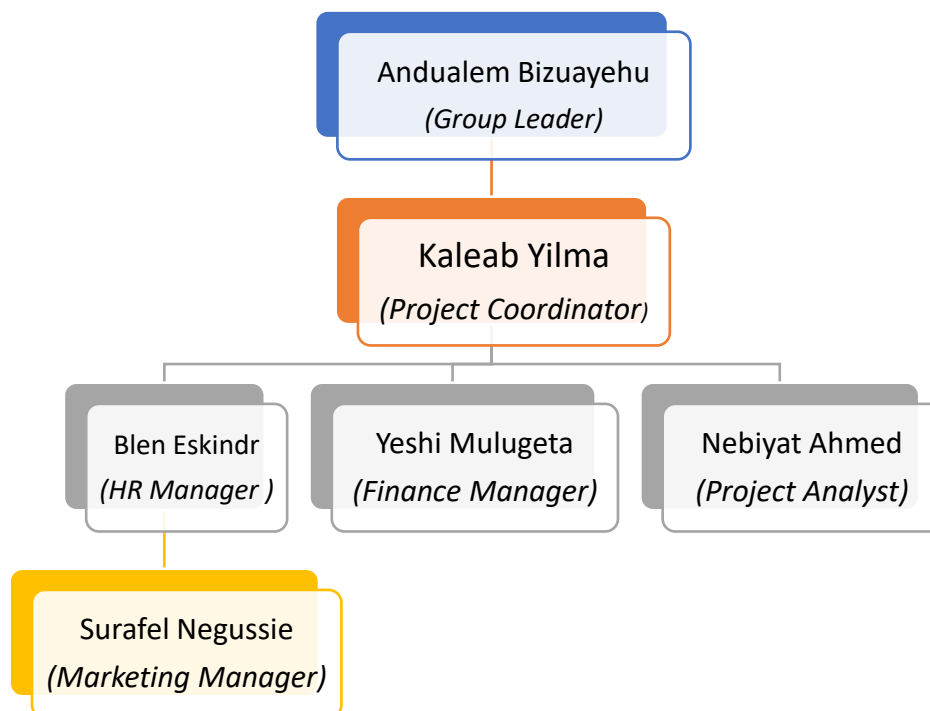 Andualem Bizuayehu
(Group Leader)
Kaleab Yilma
(Project Coordinator)
Blen Eskindr
(HR Manager )
Yeshi Mulugeta
(Finance Manager)
Nebiyat Ahmed
(Project Analyst)
Surafel Negussie
(Marketing Manager)